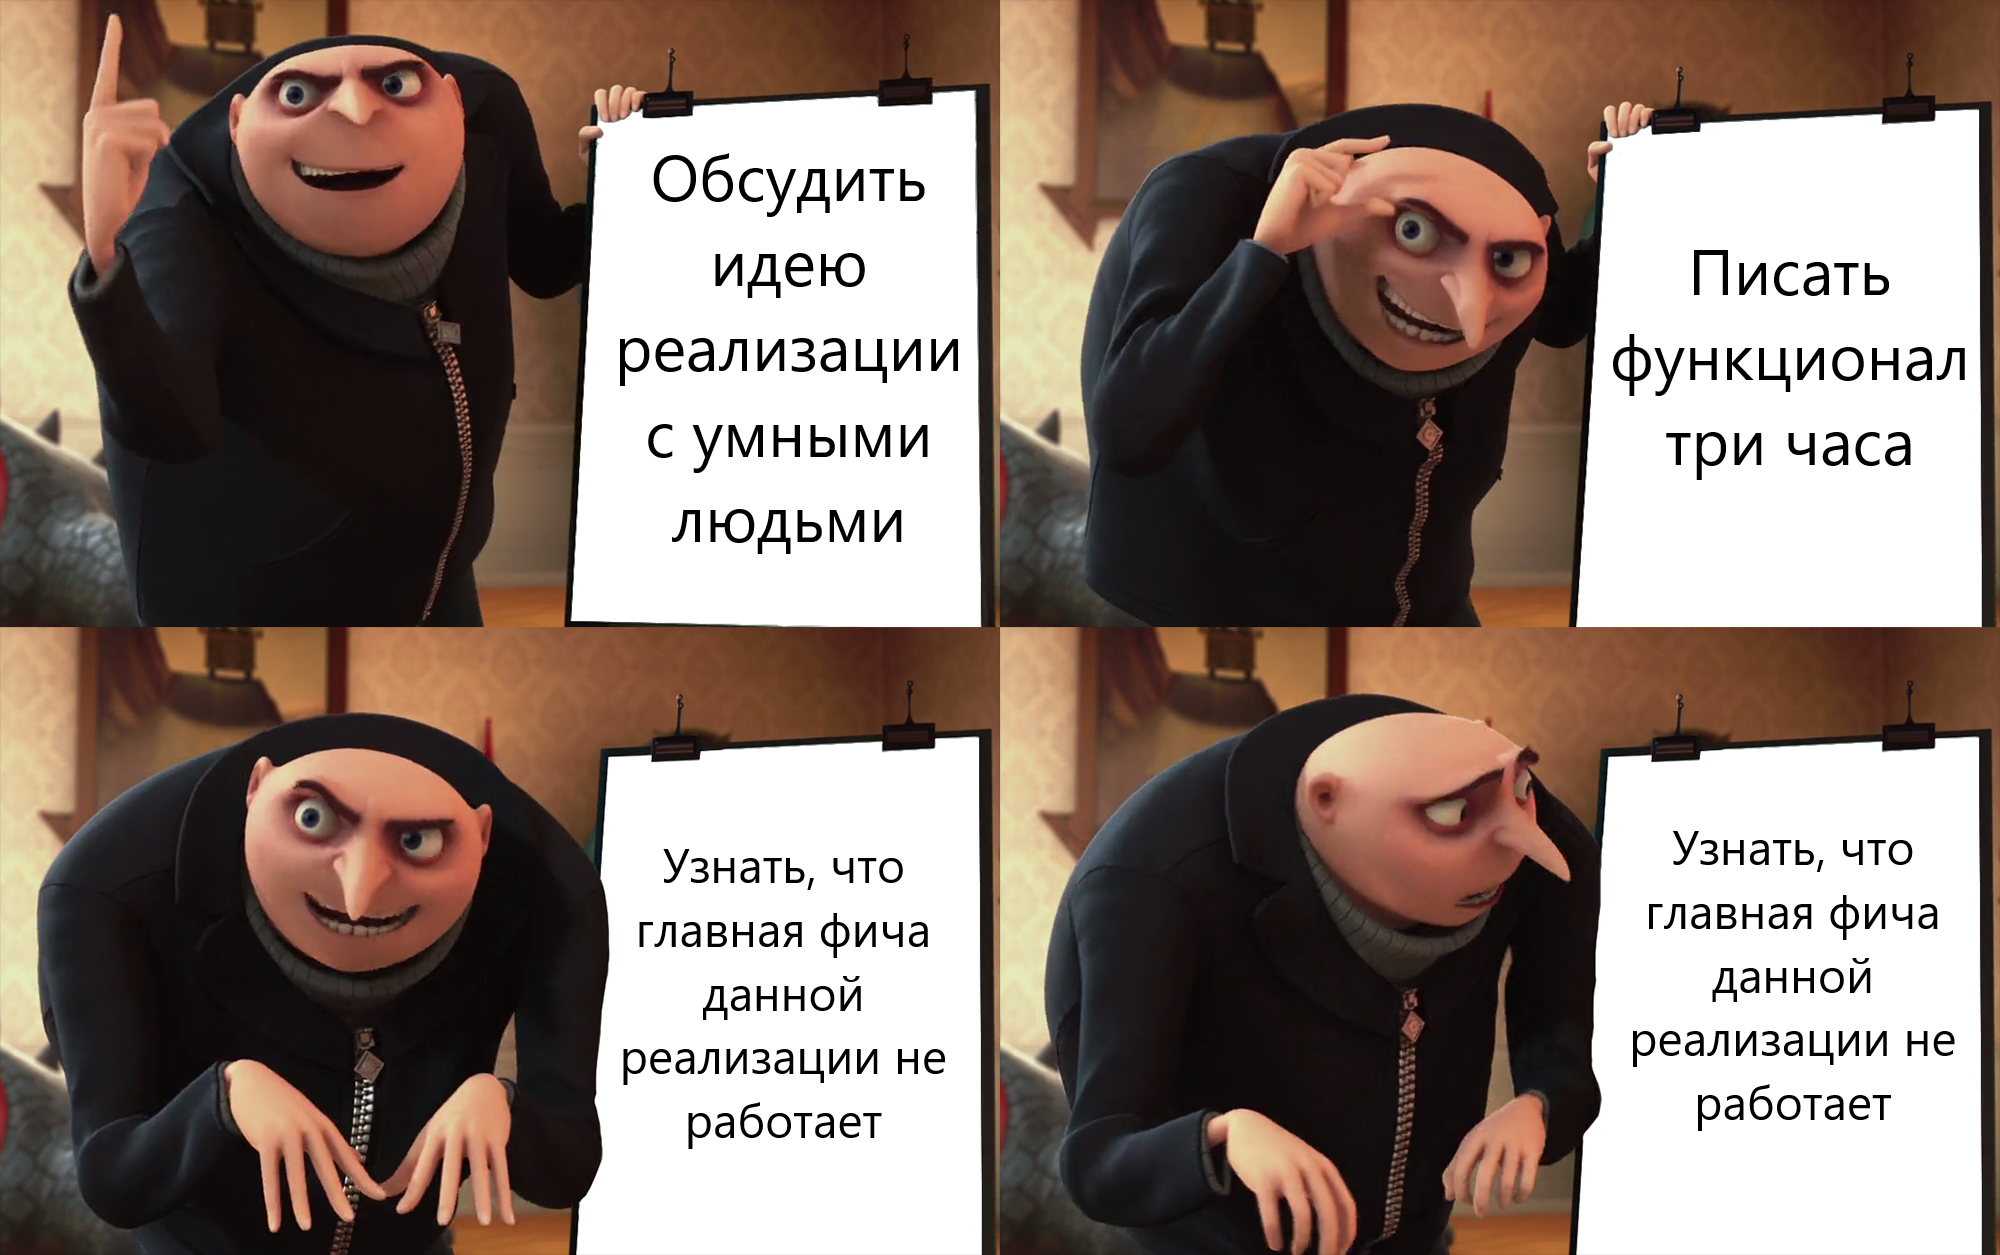 Обсудить
идею
реализации
с умными
людьми
Писать
функционал
три часа
Узнать, что
главная фича
данной
реализации не
работает
Узнать, что
главная фича
данной
реализации не
работает